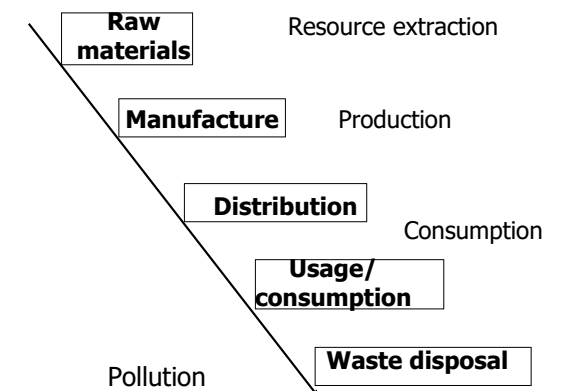 Raw
materials
Resource extraction
Manufacture
Production
Distribution
Consumption
Usage/
consumption
Waste disposal
Pollution